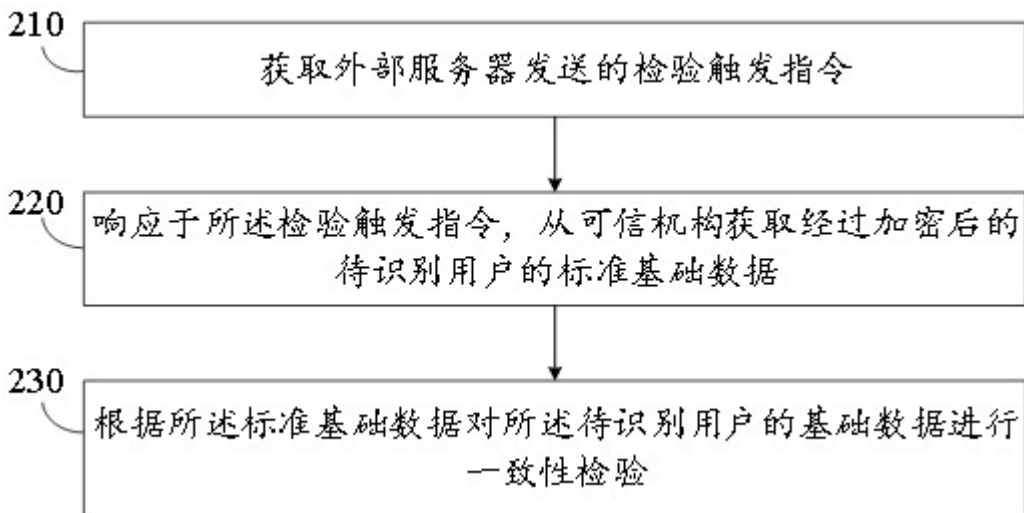 210
获取外部服务器发送的检验触发指令
220
响应于所述检验触发指令，从可信机构获取经过加密后的
待识别用户的标准基础数据
230
根据所述标准基础数据对所述待识别用户的基础数据进行
一致性检验